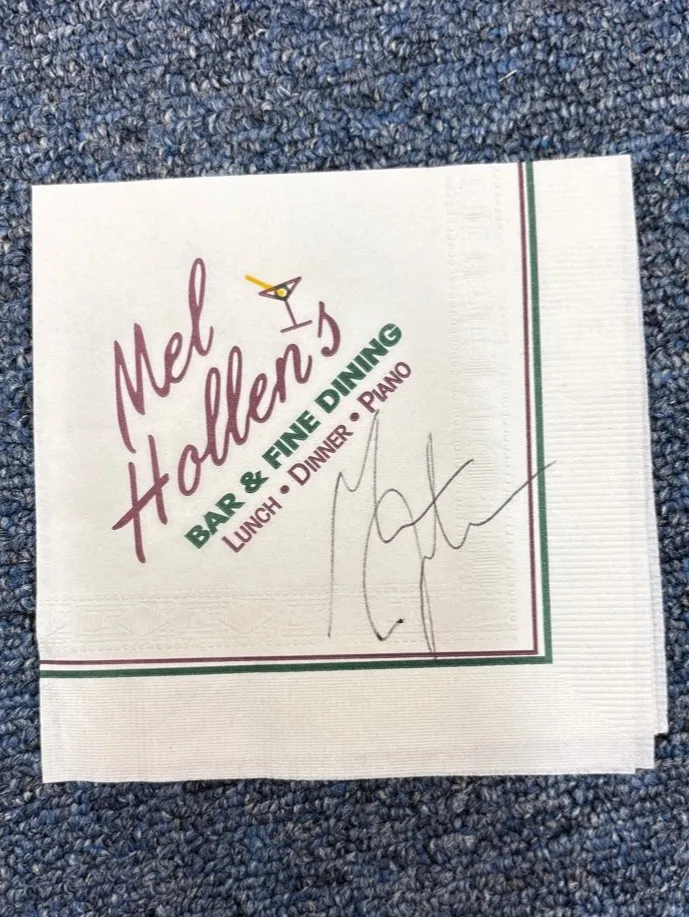 Mel
Hollen's
BAR & FINE DINING
LUNCH • DINNER • PIANO